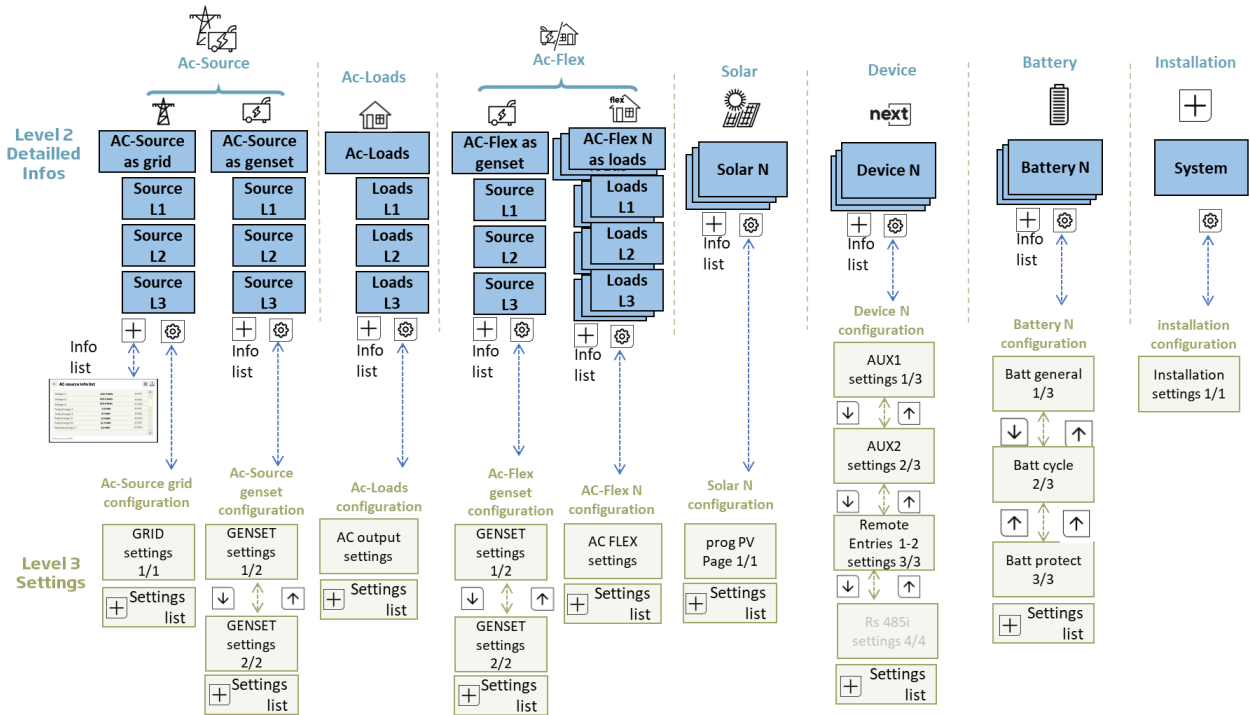 Ac-Source
Ac-Loads
Ac-Flex
Solar
Device
Battery
Installation
flex
next
Level 2
Detailled
Infos
AC-Source
as grid
AC-Source
as genset
Ac-Loads
AC-Flex as
genset
AC-Flex N
as loads
Solar N
Device N
Battery N
System
Source
L1
Source
L2
Source
L3
Source
L1
Source
L2
Source
L3
Loads
L1
Loads
L2
Loads
L3
Source
L1
Source
L2
Source
L3
Loads
L1
Loads
L2
Loads
L3
Info
list
Info
list
Info
list
Info
list
Info
list
Info
list
Info
list
Info
list
AC-source info list
Ac-Source grid
configuration
Ac-Source
genset
configuration
Ac-Loads
configuration
Ac-Flex
genset
configuration
AC-Flex N
configuration
Solar N
configuration
Device N
configuration
Battery N
configuration
installation
configuration
Level 3
Settings
GRID
settings
1/1
Settings
list
GENSET
settings
1/2
GENSET
settings
2/2
Settings
list
AC output
settings
Settings
list
GENSET
settings
1/2
GENSET
settings
2/2
Settings
list
AC FLEX
settings
Settings
list
prog PV
Page 1/1
Settings
list
AUX1
settings 1/3
AUX2
settings 2/3
Remote
Entries 1-2
settings 3/3
Rs 485i
settings 4/4
Settings
list
Batt general
1/3
Batt cycle
2/3
Batt protect
3/3
Settings
list
Installation
settings 1/1